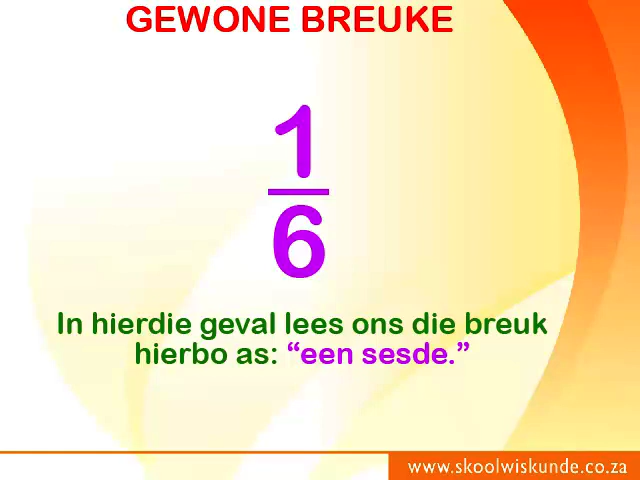 GEWONE BREUKE
1
6
In hierdie geval lees ons die breuk
hierbo as: “een sesde.”
www.skoolwiskunde.co.za